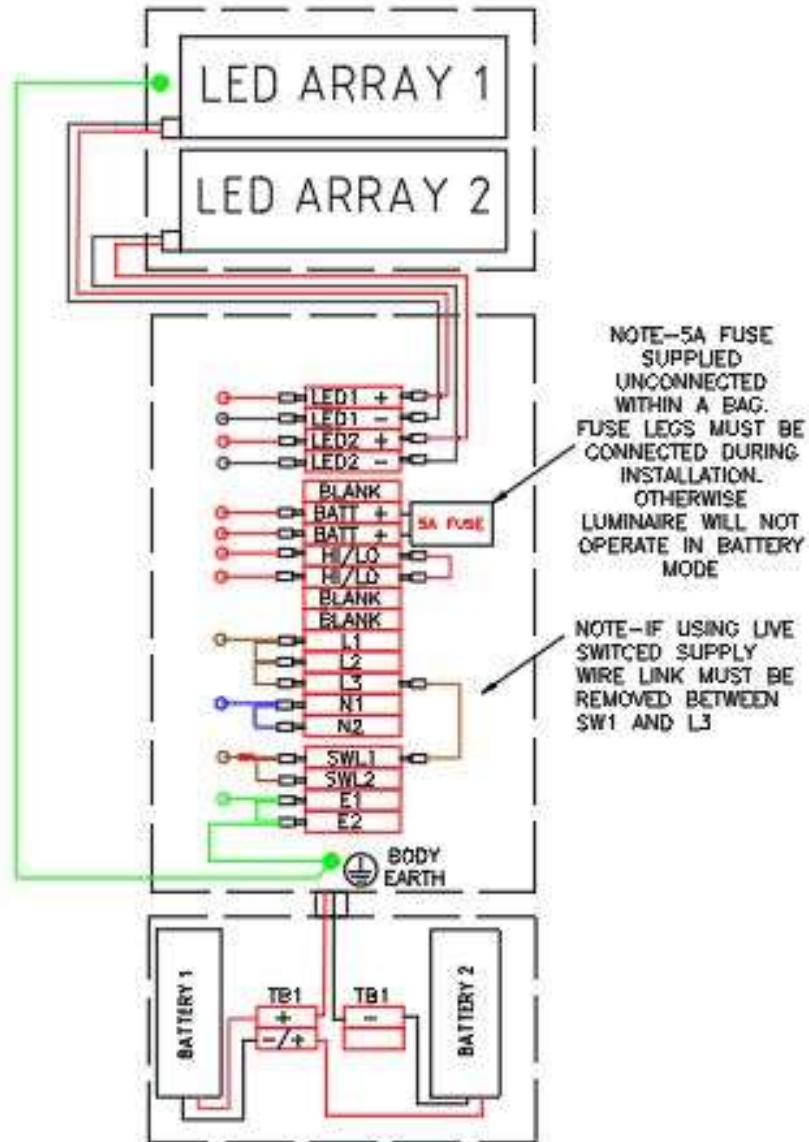 LED ARRAY 1
LED ARRAY 2
NOTE-5A FUSE
SUPPLIED
UNCONNECTED
WITHIN A BAG.
FUSE LEGS MUST BE
CONNECTED DURING
INSTALLATION.
OTHERWISE
LUMINAIRE WILL NOT
OPERATE IN BATTERY
MODE
LED1 +
LED1 -
LED2 +
LED2 -
BLANK
BATT +
BATT +
5A FUSE
HI/LO
HI/LO
BLANK
BLANK
L1
L2
L3
N1
N2
NOTE-IF USING LIVE
SWITCED SUPPLY
WIRE LINK MUST BE
REMOVED BETWEEN
SW1 AND L3
SWL1
SWL2
E1
E2
BODY
EARTH
BATTERY 1
TB1
+
-/+
TB1
-
BATTERY 2